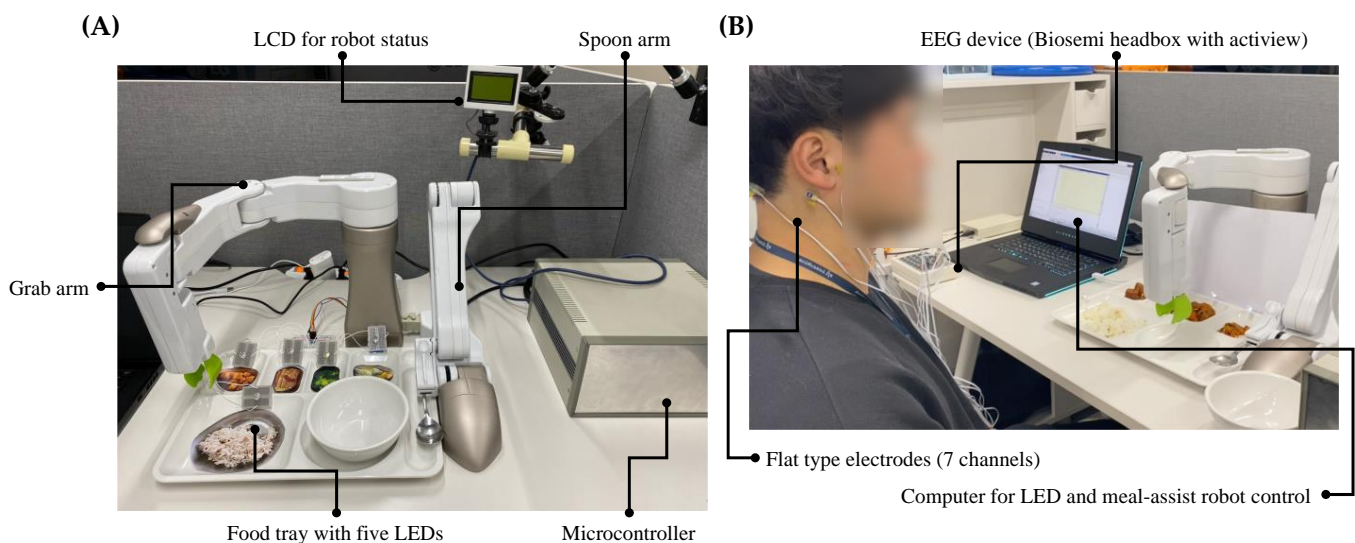 (A)
LCD for robot status
Spoon arm
Grab arm
Food tray with five LEDs
Microcontroller
(B)
EEG device (Biosemi headbox with actiview)
Flat type electrodes (7 channels)
Computer for LED and meal-assist robot control